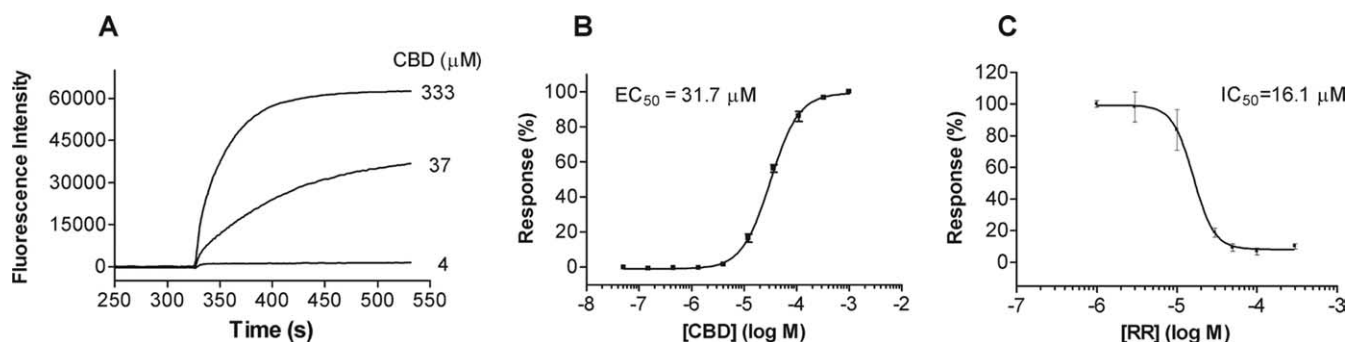 A
CBD (μM)
333
37
4
Fluorescence Intensity
60000
45000
30000
15000
0
250 300 350 400 450 500 550
Time (s)
B
EC50 = 31.7 μM
Response (%)
100
80
60
40
20
0
-7 -6 -5 -4 -3 -2
[CBD] (log M)
C
IC50=16.1 μM
Response (%)
120
100
80
60
40
20
0
-7 -6 -5 -4 -3
[RR] (log M)